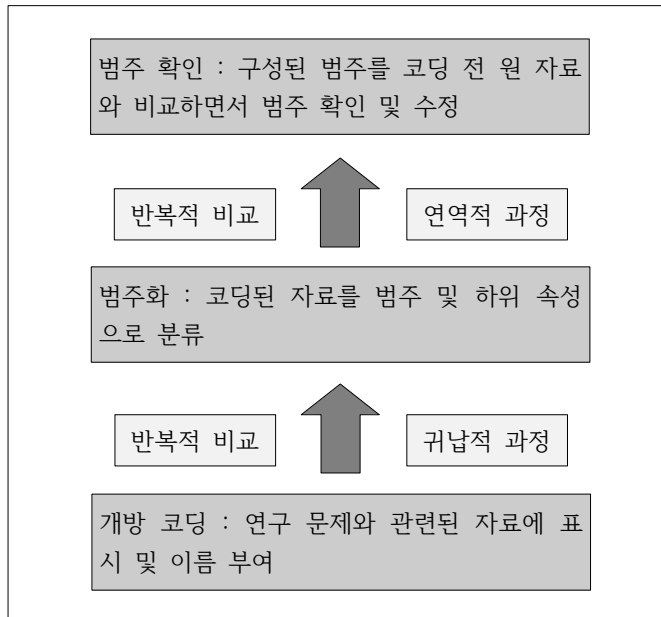 범주 확인 : 구성된 범주를 코딩 전 원 자료
와 비교하면서 범주 확인 및 수정
반복적 비교
연역적 과정
범주화 : 코딩된 자료를 범주 및 하위 속성
으로 분류
반복적 비교
귀납적 과정
개방 코딩 : 연구 문제와 관련된 자료에 표
시 및 이름 부여